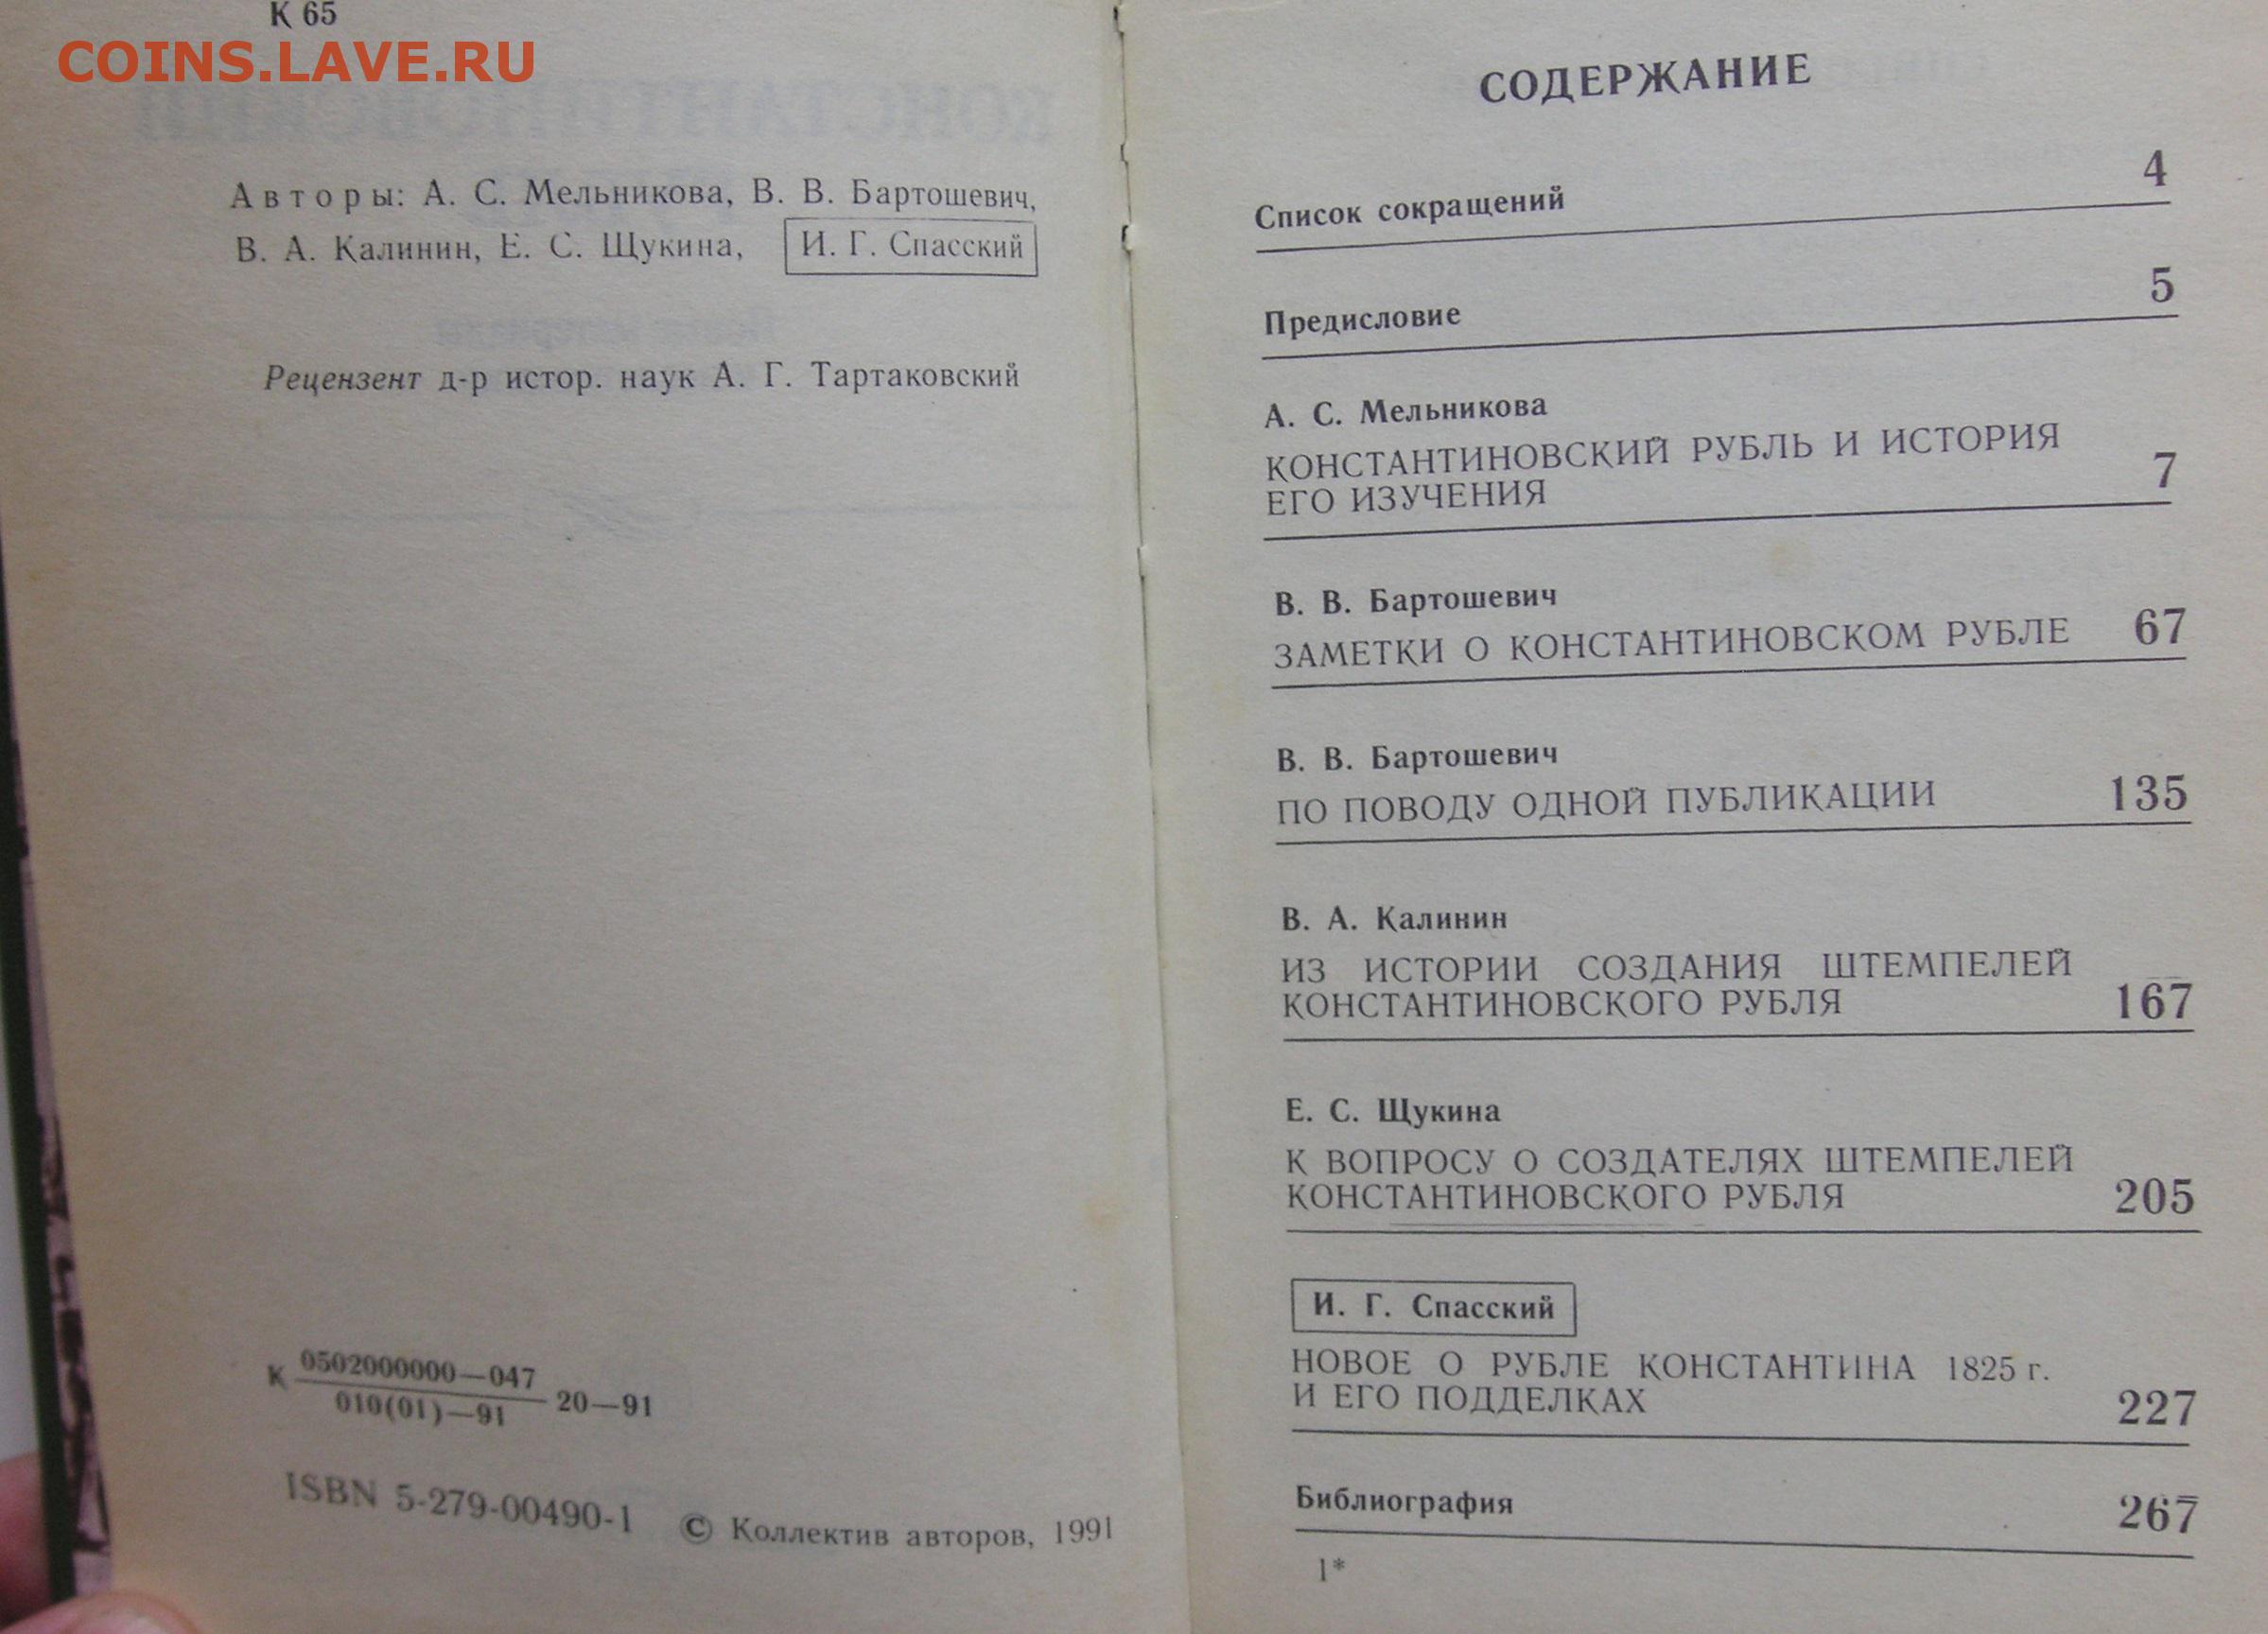 К 65
COINS.LAVE.RU
Авторы: А. С. Мельникова, В. В. Бартошевич,
В. А. Калинин, Е. С. Щукина, И. Г. Спасский
Рецензент д-р истор. наук А. Г. Тартаковский
К 0502000000—047
010(01)—91 20—91
ISBN 5-279-00490-1 © Коллектив авторов, 1991
СОДЕРЖАНИЕ
Список сокращений 4
Предисловие 5
А. С. Мельникова
КОНСТАНТИНОВСКИЙ РУБЛЬ И ИСТОРИЯ
ЕГО ИЗУЧЕНИЯ 7
В. В. Бартошевич
ЗАМЕТКИ О КОНСТАНТИНОВСКОМ РУБЛЕ 67
В. В. Бартошевич
ПО ПОВОДУ ОДНОЙ ПУБЛИКАЦИИ 135
В. А. Калинин
ИЗ ИСТОРИИ СОЗДАНИЯ ШТЕМПЕЛЕЙ
КОНСТАНТИНОВСКОГО РУБЛЯ 167
Е. С. Щукина
К ВОПРОСУ О СОЗДАТЕЛЯХ ШТЕМПЕЛЕЙ
КОНСТАНТИНОВСКОГО РУБЛЯ 205
И. Г. Спасский
НОВОЕ О РУБЛЕ КОНСТАНТИНА 1825 г.
И ЕГО ПОДДЕЛКАХ 227
Библиография 267
1*